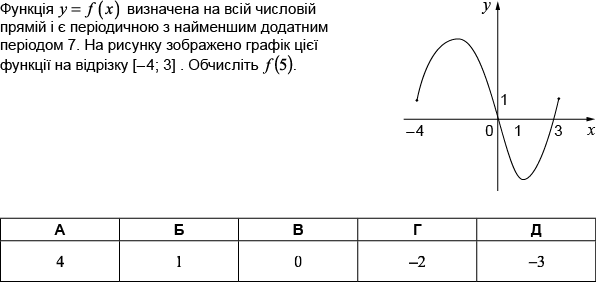 Функція y = f(x) визначена на всій числовій
прямій і є періодичною з найменшим додатним
періодом 7. На рисунку зображено графік цієї
функції на відрізку [–4; 3] . Обчисліть f(5).
y
1
–4 0 1 3 x
А Б В Г Д
4 1 0 –2 –3